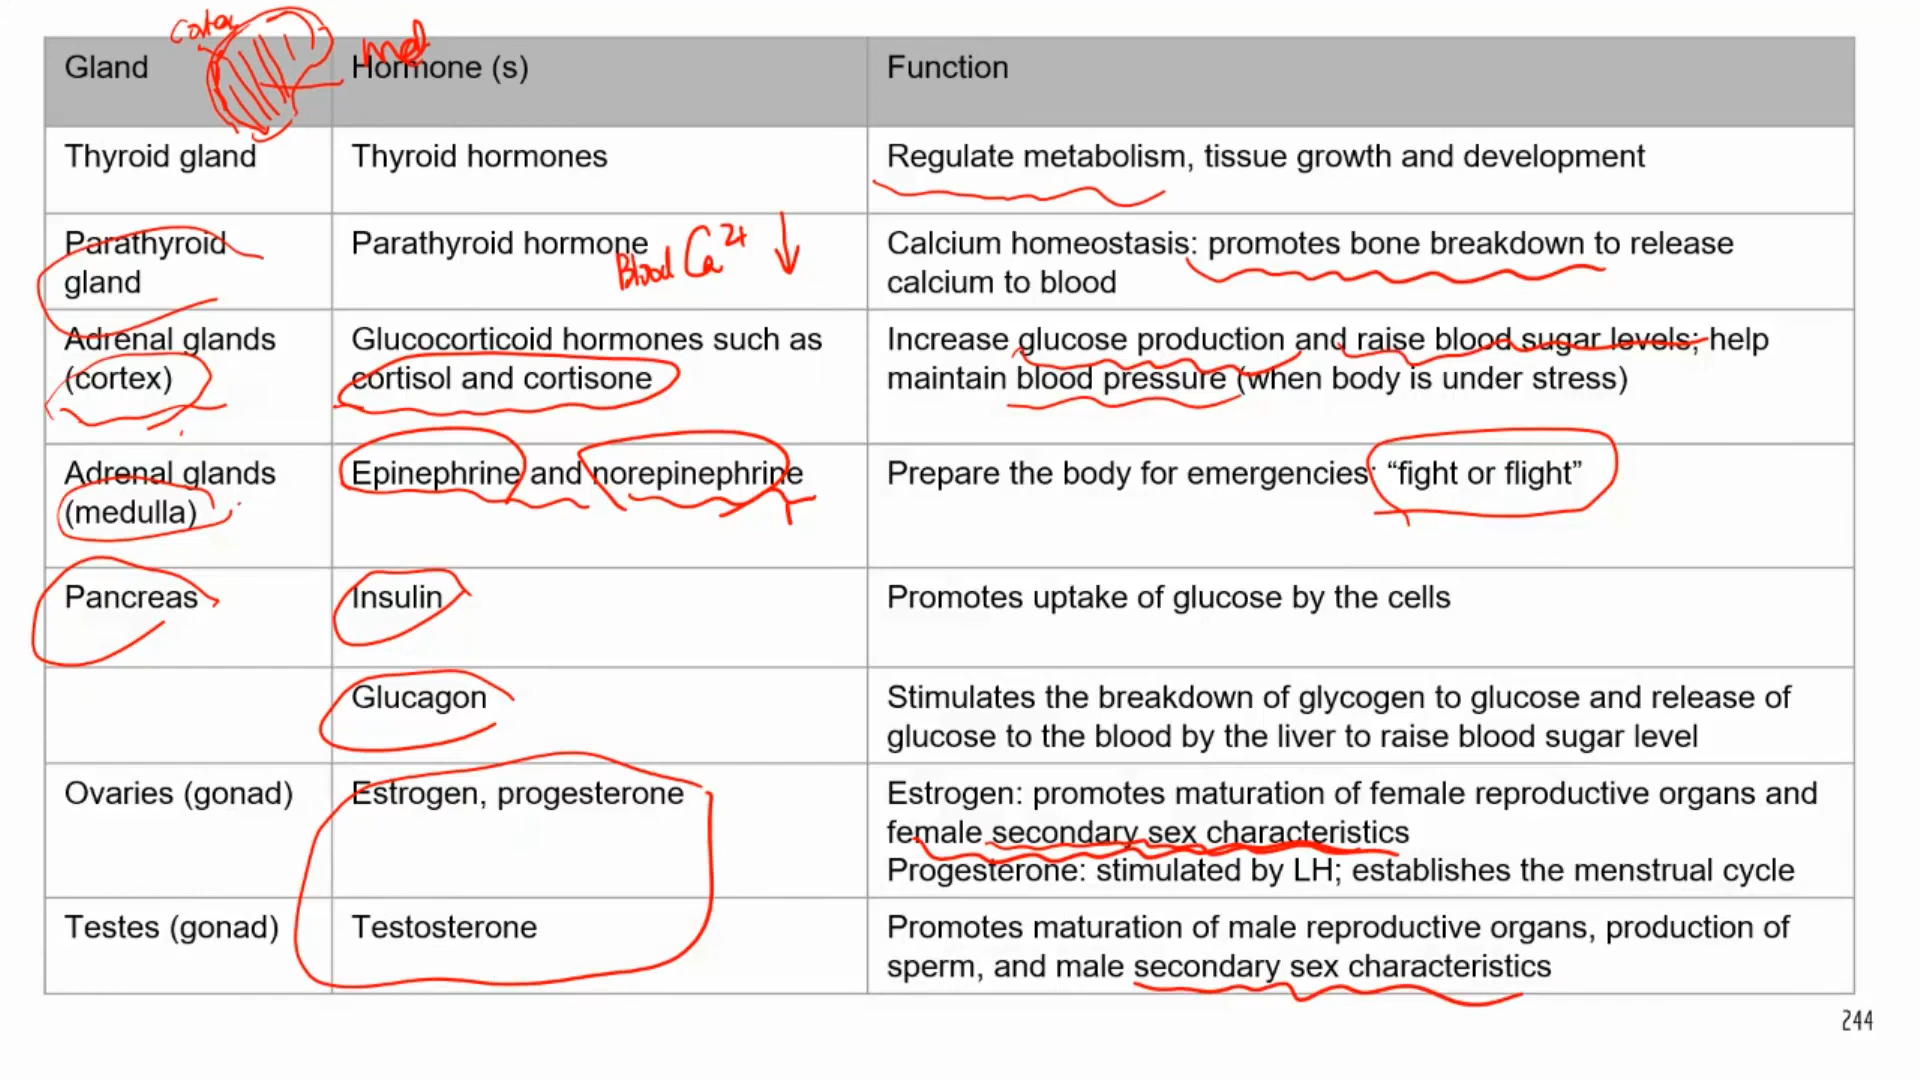 Cortex
med
Gland
Hormone (s)
Function
Thyroid gland
Thyroid hormones
Regulate metabolism, tissue growth and development
Parathyroid
gland
Parathyroid hormone
Blood Ca2+ ↓
Calcium homeostasis: promotes bone breakdown to release
calcium to blood
Adrenal glands
(cortex)
Glucocorticoid hormones such as
cortisol and cortisone
Increase glucose production and raise blood sugar levels; help
maintain blood pressure (when body is under stress)
Adrenal glands
(medulla)
Epinephrine and norepinephrine
Prepare the body for emergencies: “fight or flight”
Pancreas
Insulin
Promotes uptake of glucose by the cells
Glucagon
Stimulates the breakdown of glycogen to glucose and release of
glucose to the blood by the liver to raise blood sugar level
Ovaries (gonad)
Estrogen, progesterone
Estrogen: promotes maturation of female reproductive organs and
female secondary sex characteristics
Progesterone: stimulated by LH; establishes the menstrual cycle
Testes (gonad)
Testosterone
Promotes maturation of male reproductive organs, production of
sperm, and male secondary sex characteristics
244